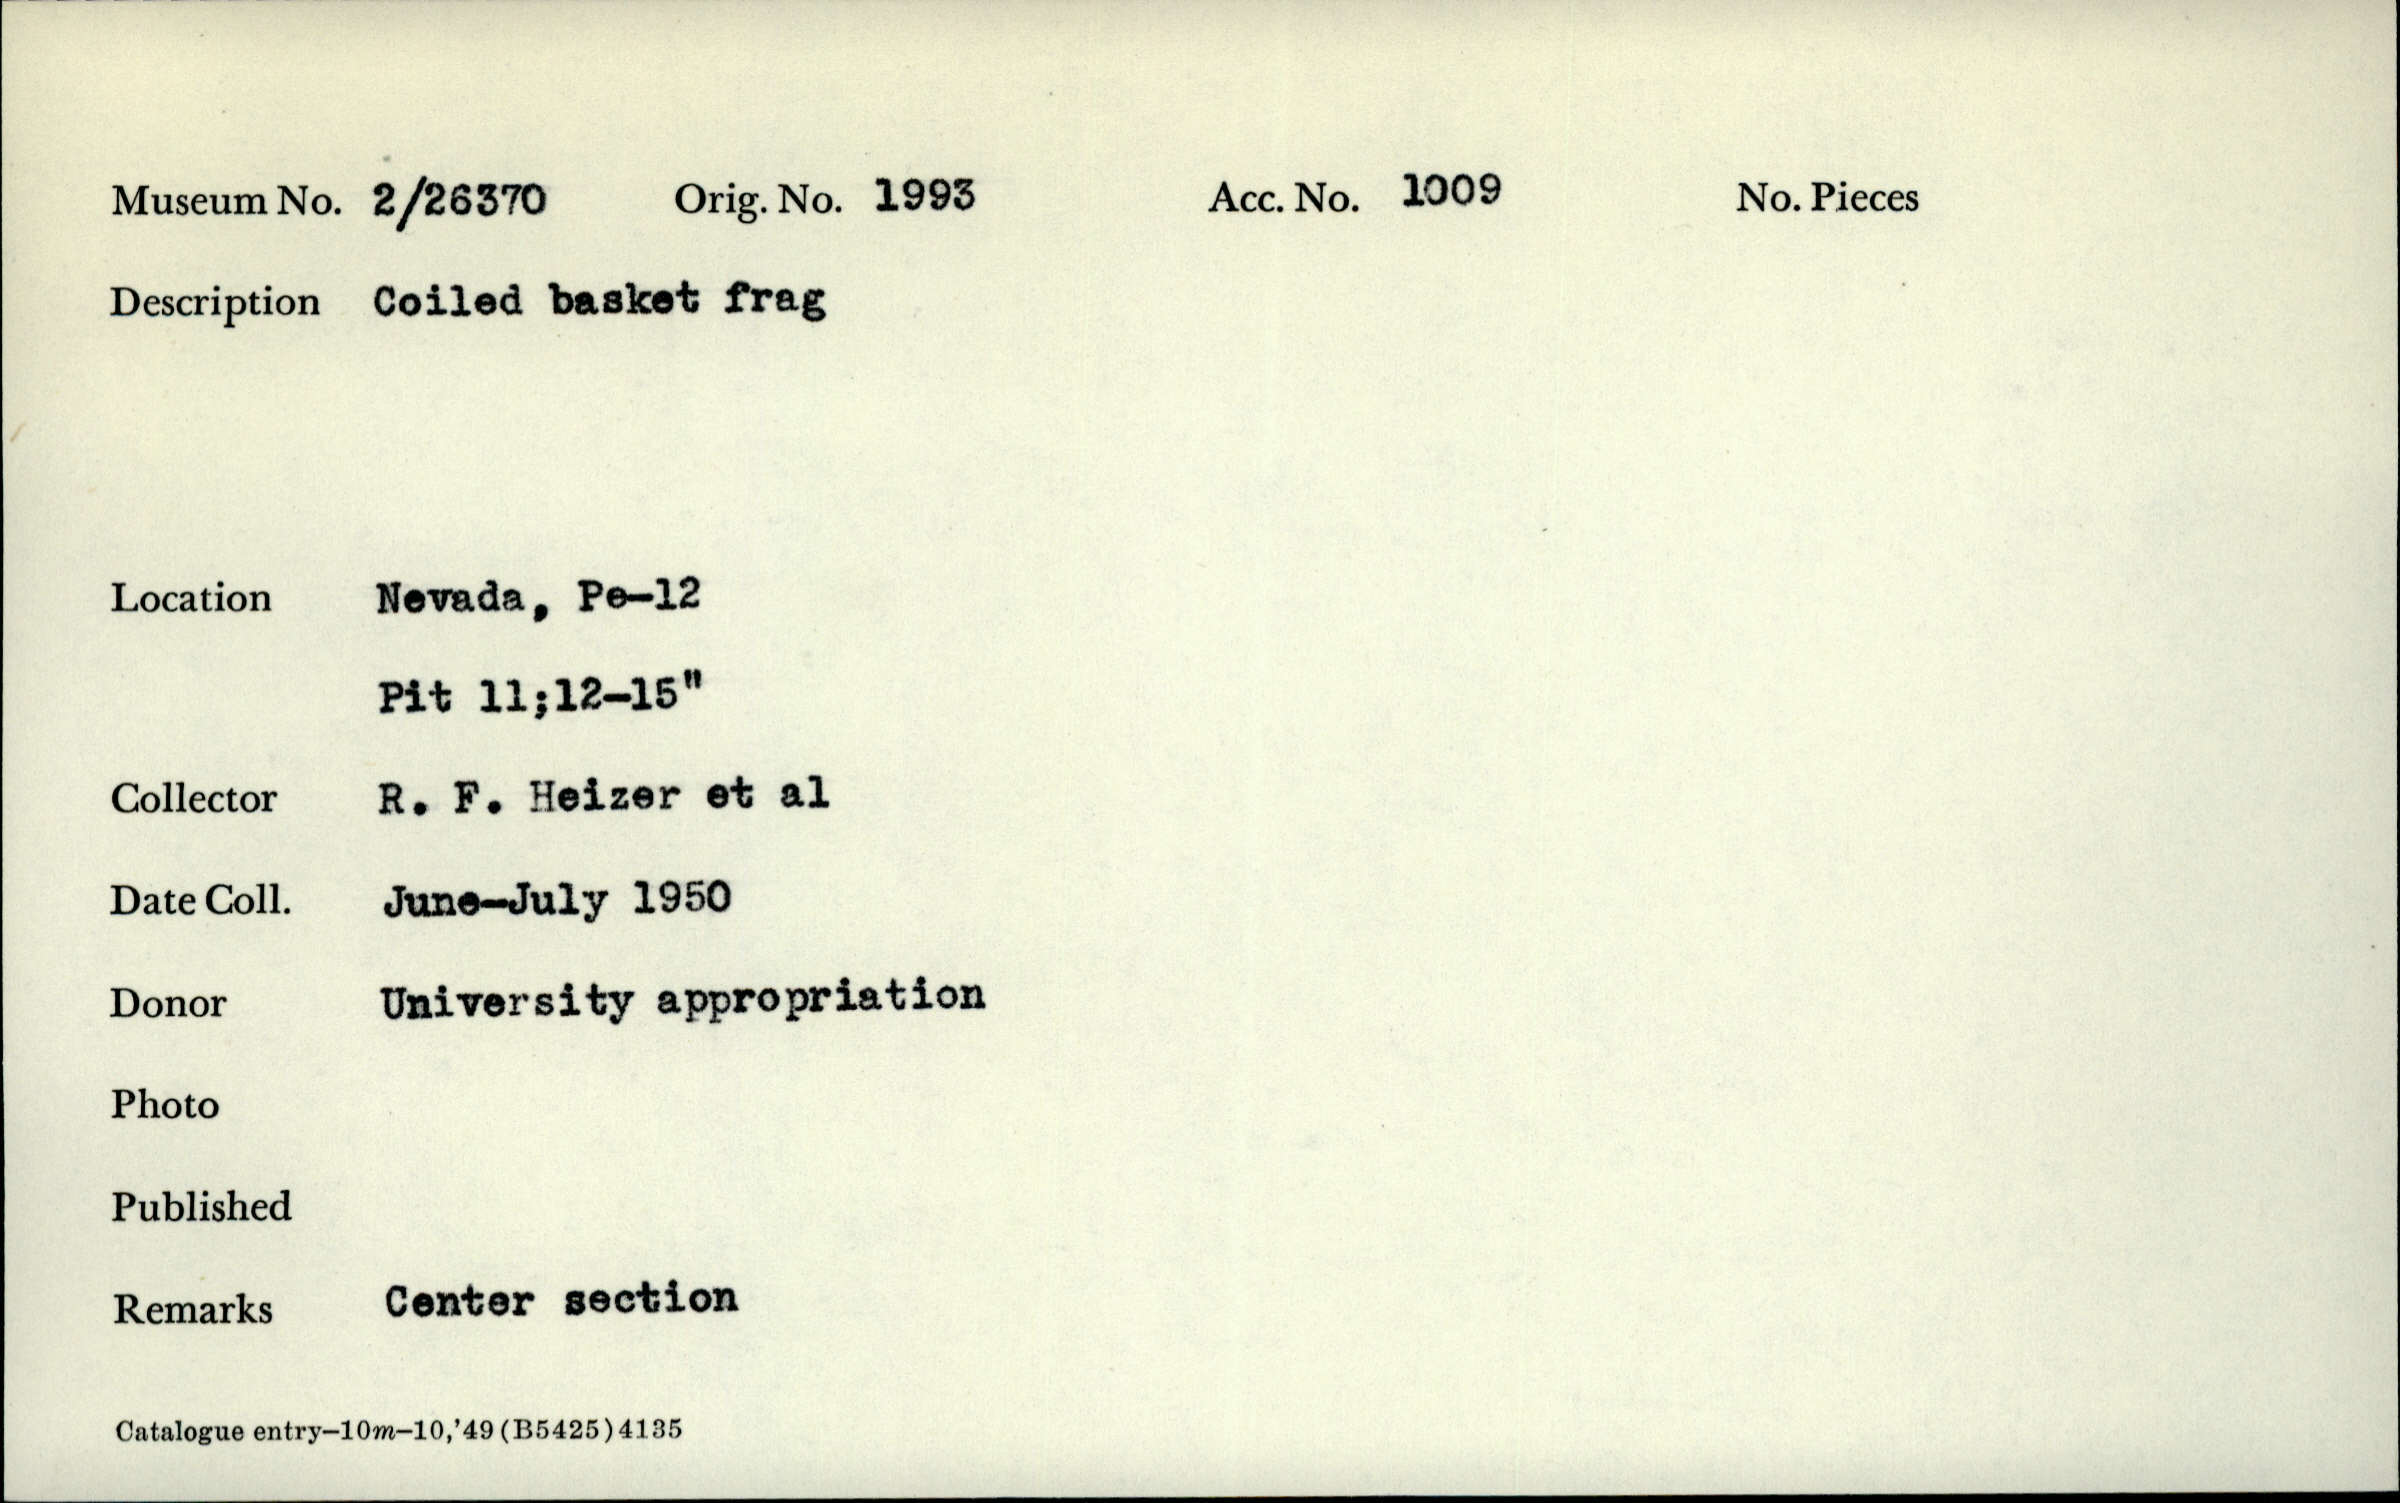 Museum No. 2/26370 Orig. No. 1993 Acc. No. 1009 No. Pieces
Description Coiled basket frag
Location Nevada, Pe-12
Pit 11;12-15"
Collector R. F. Heizer et al
Date Coll. June-July 1950
Donor University appropriation
Photo
Published
Remarks Center section
Catalogue entry—10m—10,'49 (B5425) 4135